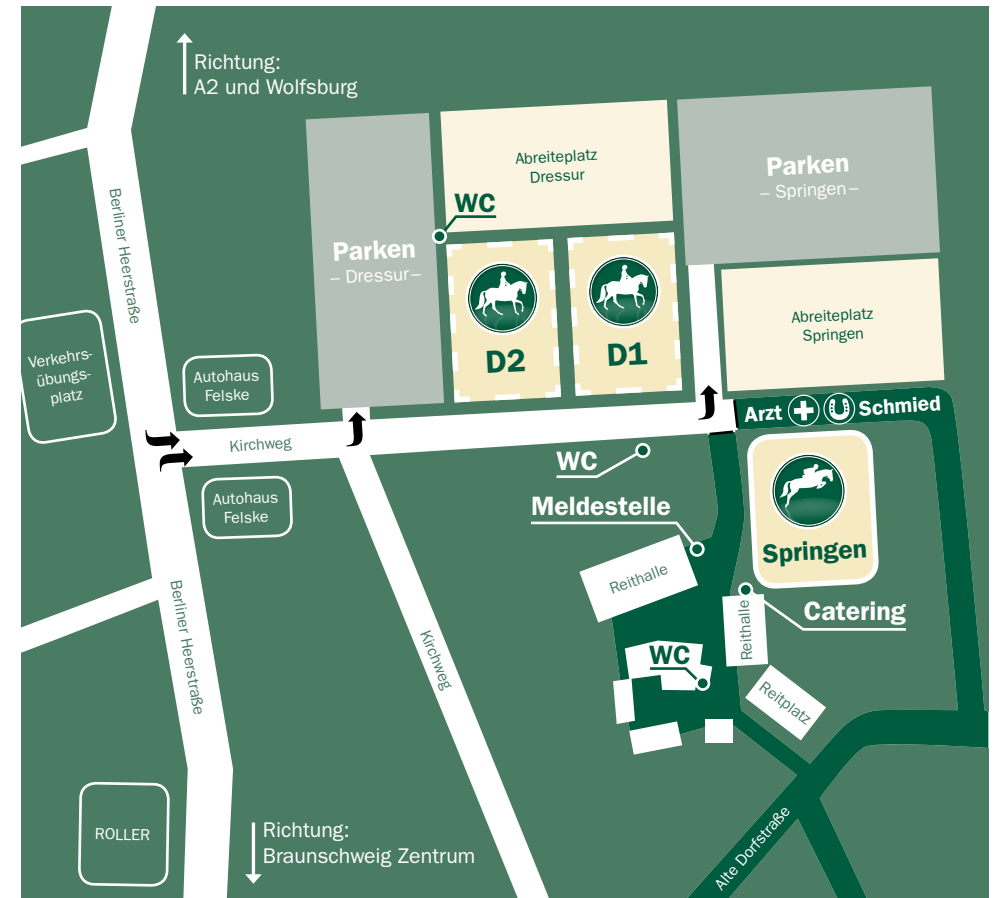 Richtung:
A2 und Wolfsburg
Berliner Heerstraße
Parken
– Dressur –
Abreiteplatz
Dressur
WC
Parken
– Springen –
D2
D1
Abreiteplatz
Springen
Verkehrs-
übungs-
platz
Autohaus
Felske
Kirchweg
Arzt
Schmied
WC
Autohaus
Felske
Meldestelle
Springen
Reithalle
Berliner Heerstraße
Catering
Reithalle
Kirchweg
WC
Reitplatz
ROLLER
Richtung:
Braunschweig Zentrum
Alte Dorfstraße